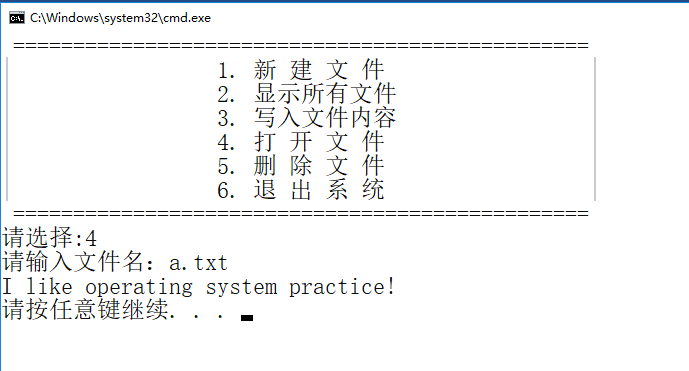 C:\Windows\system32\cmd.exe
================================================
1. 新 建 文 件
2. 显示所有文件
3. 写入文件内容
4. 打 开 文 件
5. 删 除 文 件
6. 退 出 系 统
================================================
请选择:4
请输入文件名：a.txt
I like operating system practice!
请按任意键继续. . .